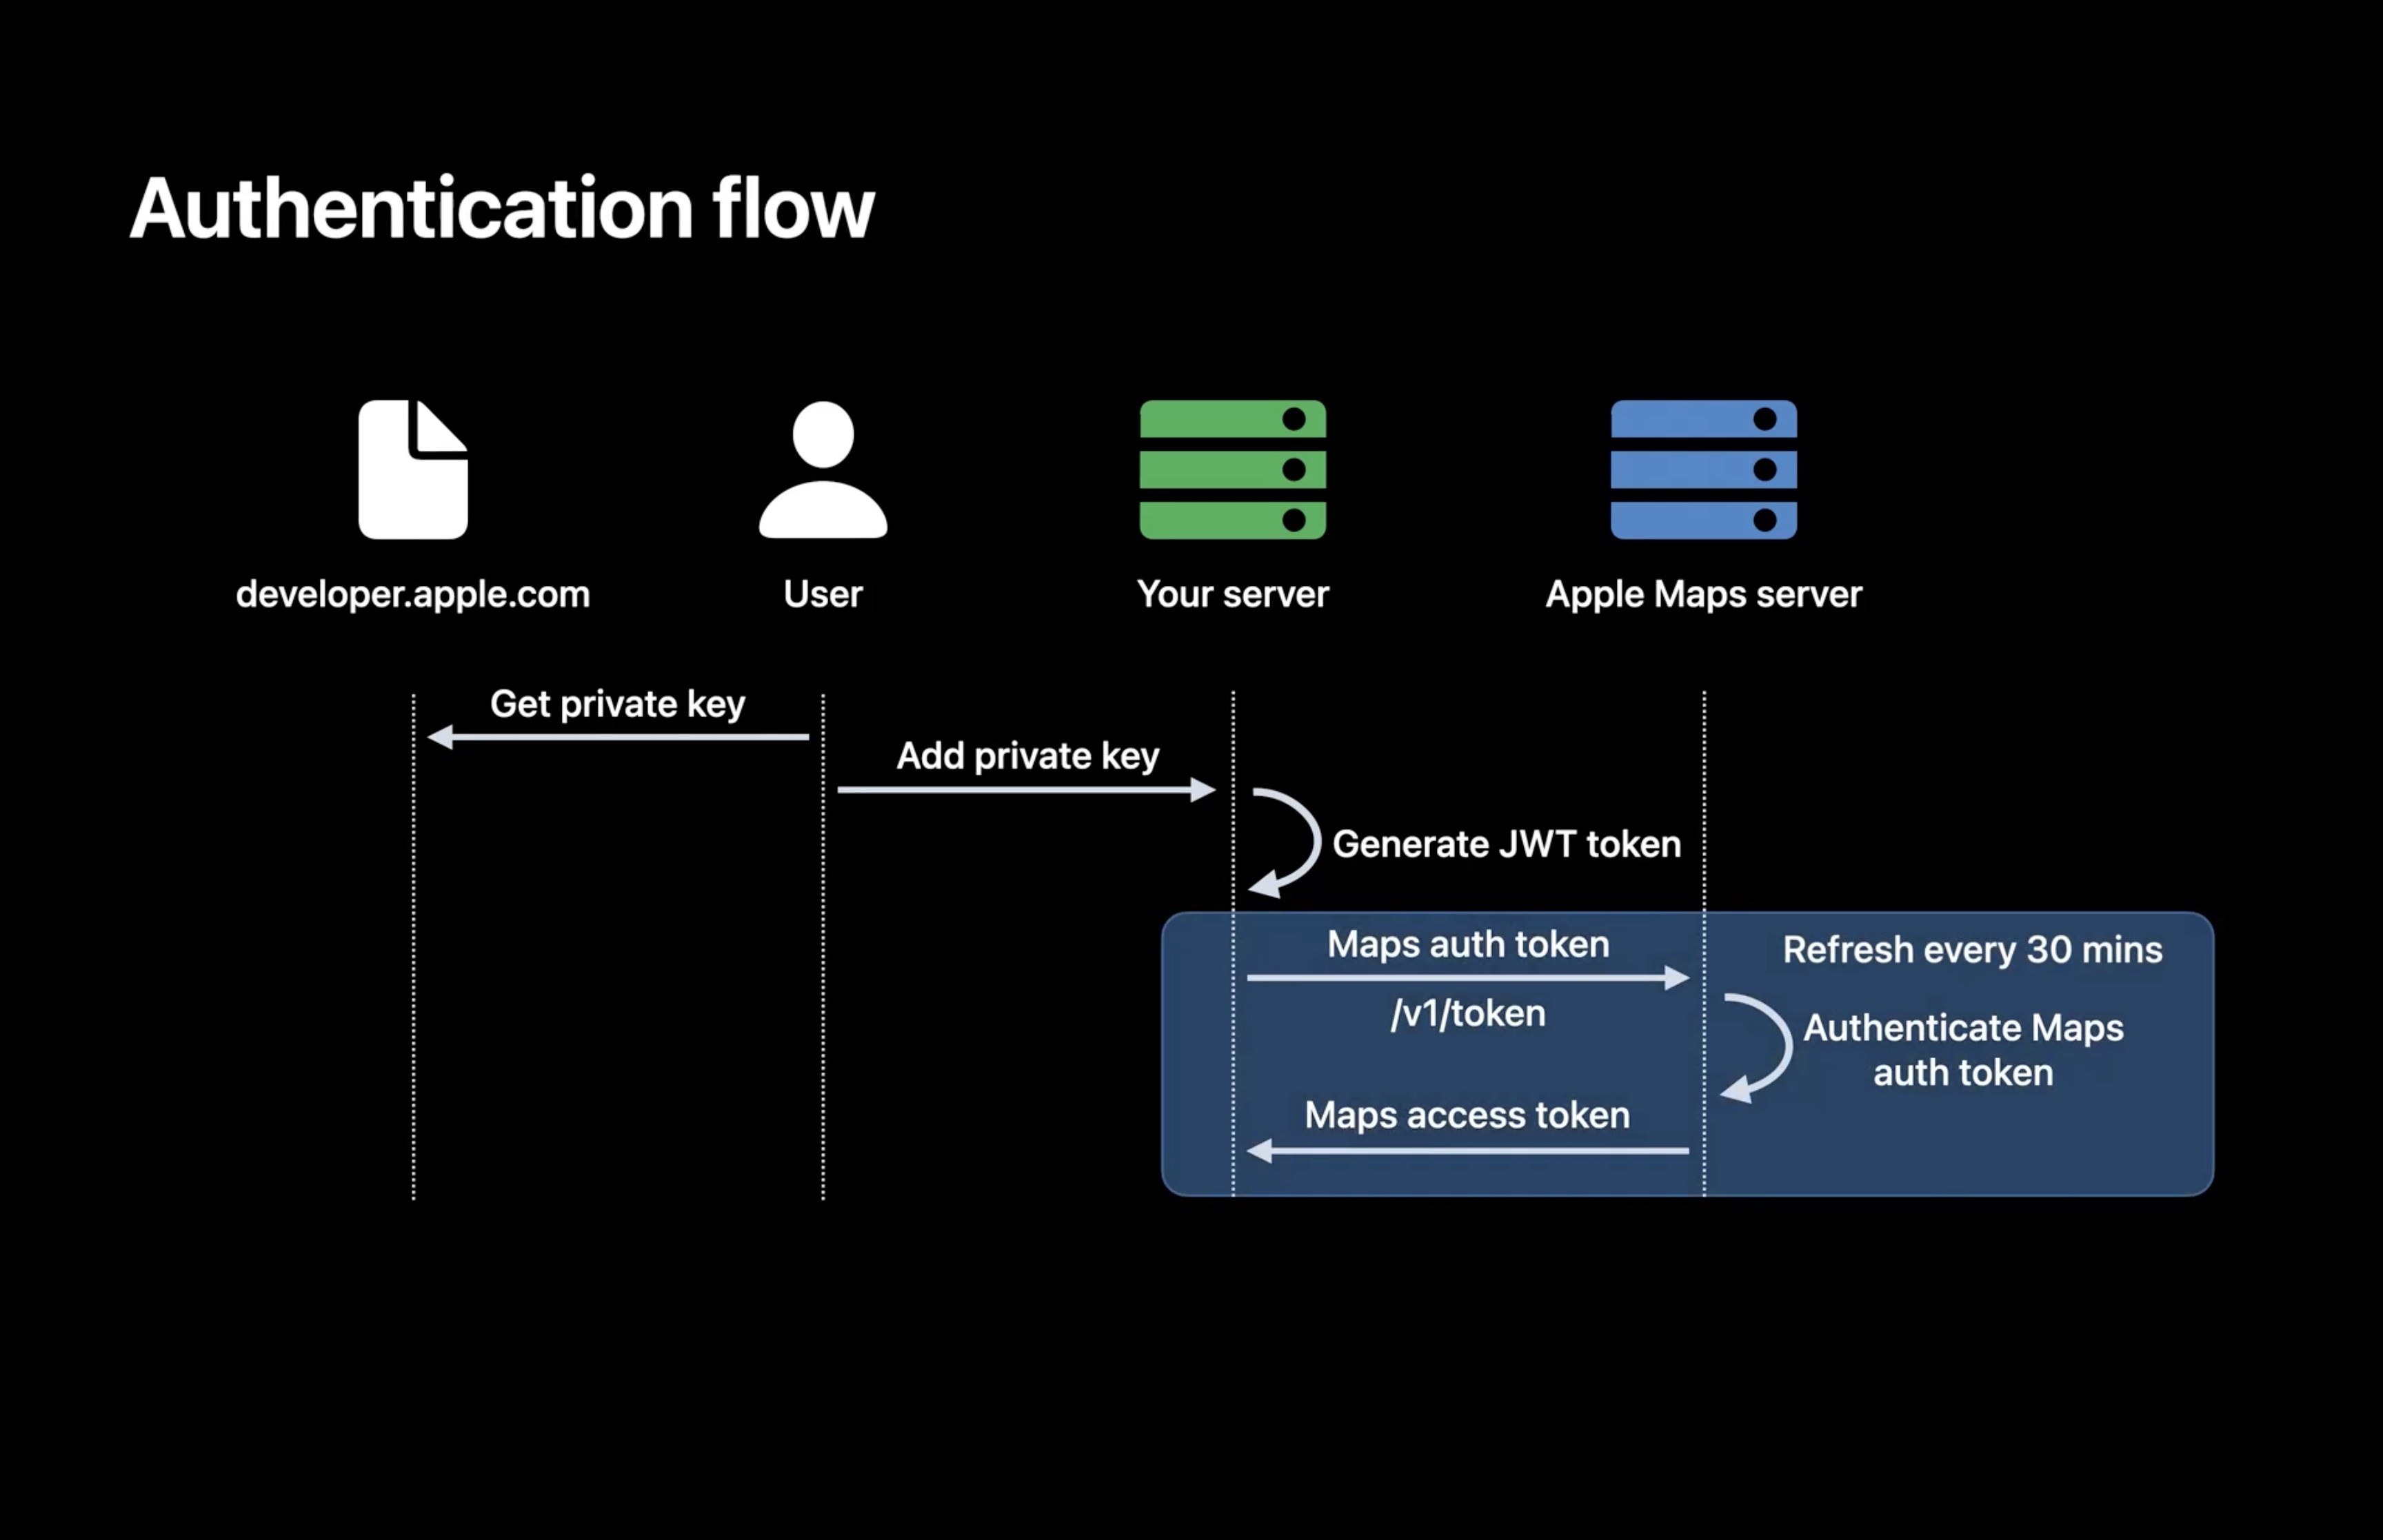 Authentication flow
developer.apple.com
User
Your server
Apple Maps server
Get private key
Add private key
Generate JWT token
Maps auth token
Refresh every 30 mins
/v1/token
Authenticate Maps
auth token
Maps access token